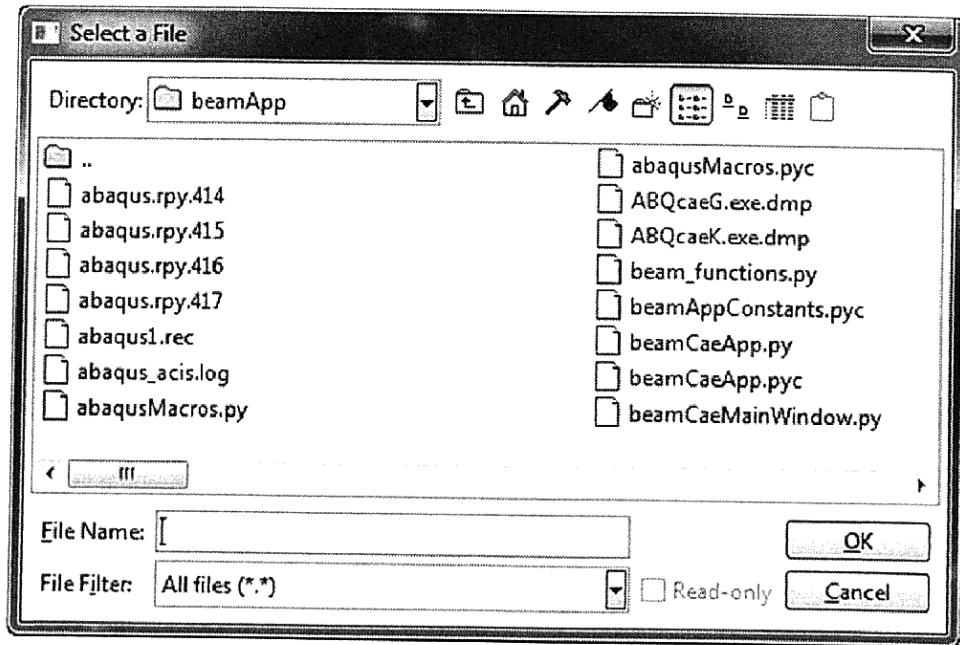 Select a File
Directory: beamApp
..
abaqus.rpy.414
abaqus.rpy.415
abaqus.rpy.416
abaqus.rpy.417
abaqus1.rec
abaqus_acis.log
abaqusMacros.py
abaqusMacros.pyc
ABQcaeG.exe.dmp
ABQcaeK.exe.dmp
beam_functions.py
beamAppConstants.pyc
beamCaeApp.py
beamCaeApp.pyc
beamCaeMainWindow.py
File Name:
OK
File Filter: All files (*.*) Read-only Cancel